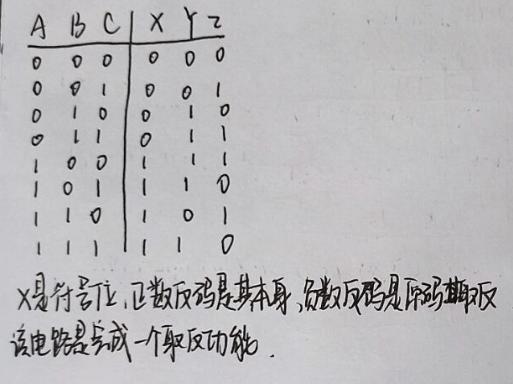 A B C X Y Z
0 0 0 0 0 0
0 0 1 0 0 1
0 1 0 0 1 0
0 1 1 0 1 1
1 0 0 1 1 1
1 0 1 1 1 0
1 1 0 1 0 1
1 1 1 1 1 0
X是符号位,正数反码是其本身,负数反码是原码取反
该电路是完成一个取反功能.